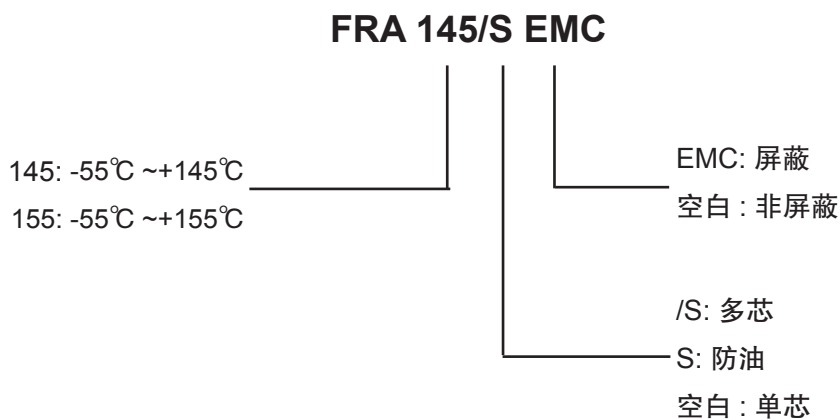 FRA 145/S EMC
145: -55℃ ~+145℃
155: -55℃ ~+155℃
EMC: 屏蔽
空白 : 非屏蔽
/S: 多芯
S: 防油
空白 : 单芯